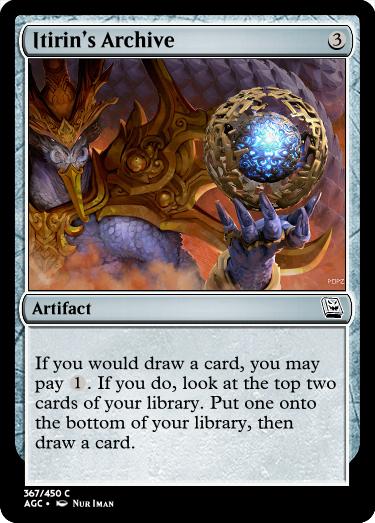 Itirin's Archive 3
PDPZ
Artifact
If you would draw a card, you may
pay 1. If you do, look at the top two
cards of your library. Put one onto
the bottom of your library, then
draw a card.
367/450 C
AGC • Nur Iman